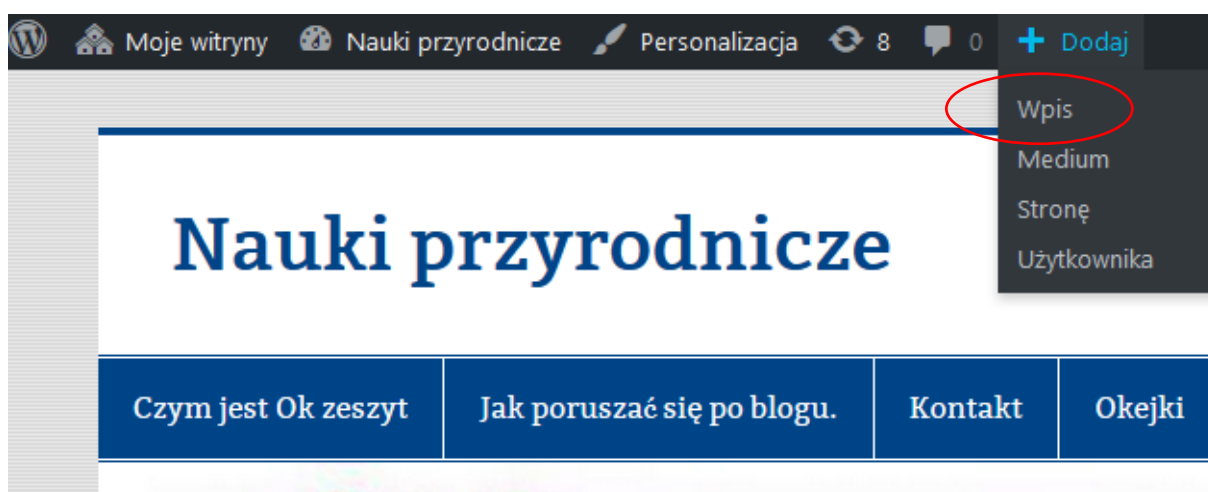 Moje witryny Nauki przyrodnicze Personalizacja 8 0 + Dodaj
Wpis
Medium
Stronę
Użytkownika
Nauki przyrodnicze
Czym jest Ok zeszyt Jak poruszać się po blogu. Kontakt Okejki